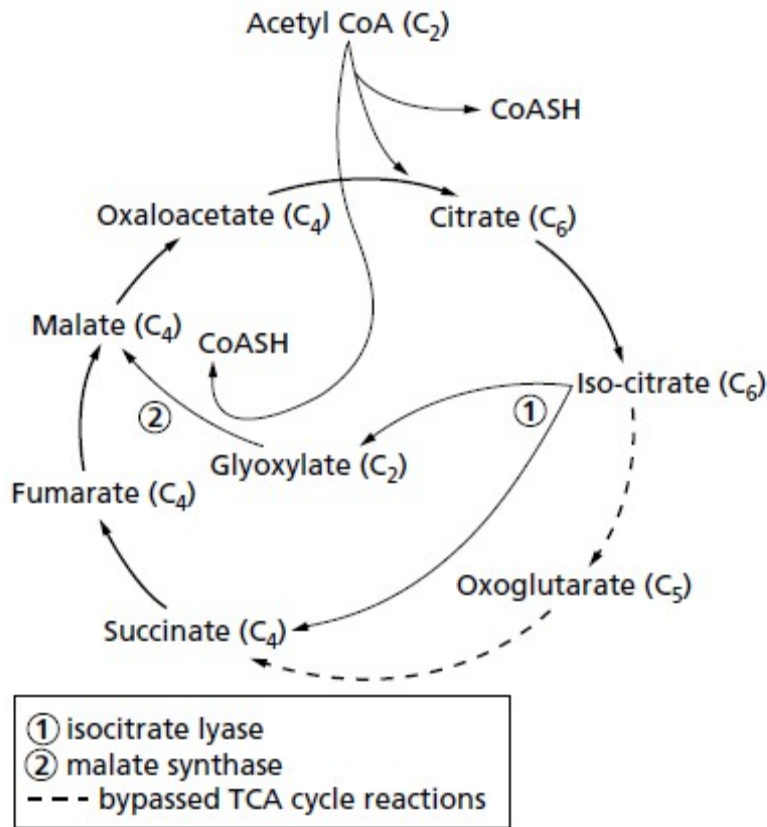 Acetyl CoA (C₂)
CoASH
Oxaloacetate (C₄)
Citrate (C₆)
Malate (C₄)
CoASH
Iso-citrate (C₆)
①
②
Glyoxylate (C₂)
Fumarate (C₄)
Oxoglutarate (C₅)
Succinate (C₄)
① isocitrate lyase
② malate synthase
bypassed TCA cycle reactions